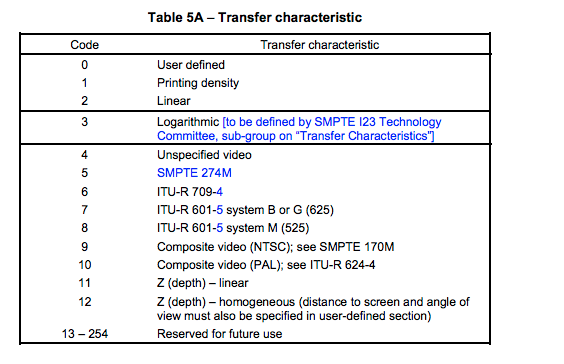 Table 5A – Transfer characteristic
Code Transfer characteristic
0 User defined
1 Printing density
2 Linear
3 Logarithmic [to be defined by SMPTE I23 Technology
Committee, sub-group on “Transfer Characteristics”]
4 Unspecified video
5 SMPTE 274M
6 ITU-R 709-4
7 ITU-R 601-5 system B or G (625)
8 ITU-R 601-5 system M (525)
9 Composite video (NTSC); see SMPTE 170M
10 Composite video (PAL); see ITU-R 624-4
11 Z (depth) – linear
12 Z (depth) – homogeneous (distance to screen and angle of
view must also be specified in user-defined section)
13 – 254 Reserved for future use